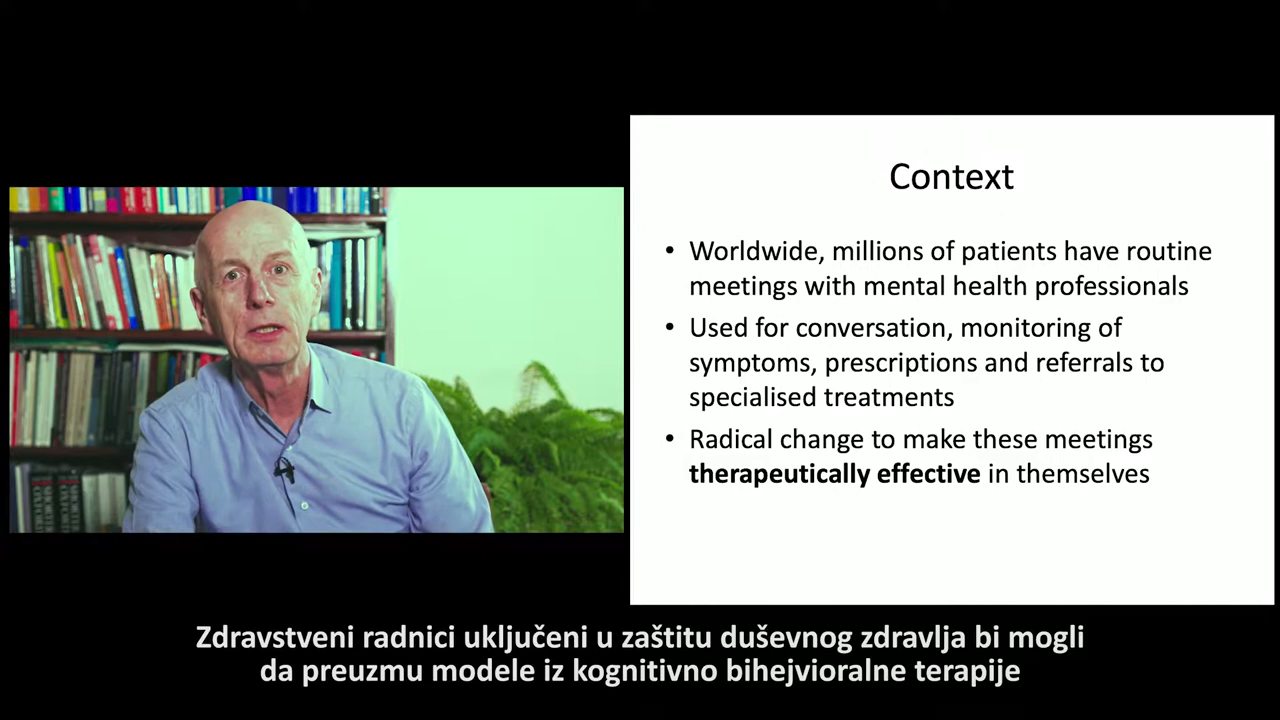 Context
• Worldwide, millions of patients have routine
meetings with mental health professionals
• Used for conversation, monitoring of
symptoms, prescriptions and referrals to
specialised treatments
• Radical change to make these meetings
therapeutically effective in themselves
Zdravstveni radnici uključeni u zaštitu duševnog zdravlja bi mogli
da preuzmu modele iz kognitivno bihejvioralne terapije